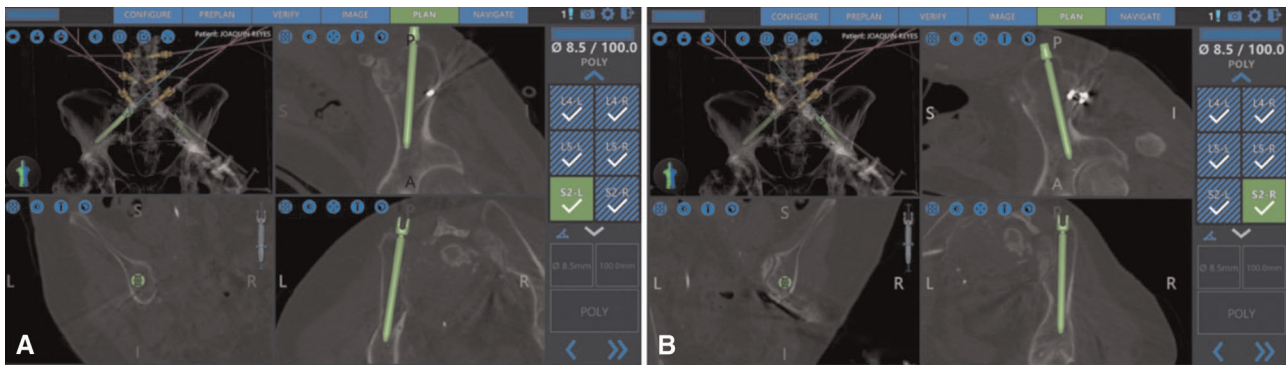 CONFIGURE PREPLAN VERIFY IMAGE PLAN NAVIGATE 1
Patient: JOAQUIN REYES
Ø 8.5 / 100.0
POLY
P
S
I
A
L4-L L4-R
L5-L L5-R
S2-L S2-R
S
L
R
I
L
R
Ø 8.5mm 100.0mm
POLY
A
CONFIGURE PREPLAN VERIFY IMAGE PLAN NAVIGATE 1
Patient: JOAQUIN REYES
Ø 8.5 / 100.0
POLY
P
S
I
A
L4-L L4-R
L5-L L5-R
S2-L S2-R
S
L
R
I
L
R
Ø 8.5mm 100.0mm
POLY
B